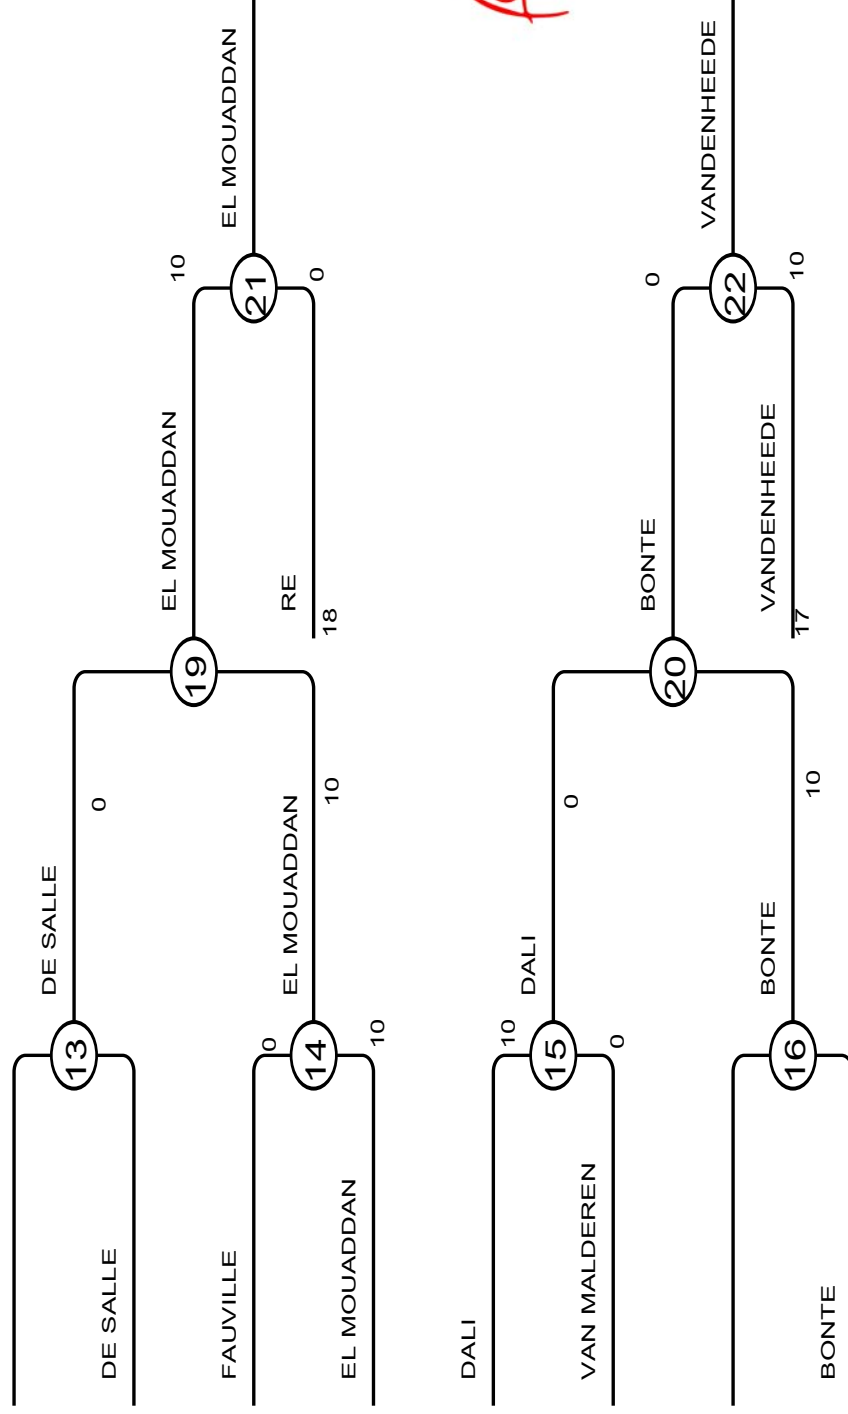 DE SALLE
13
DE SALLE
0
FAUVILLE
0
EL MOUADDAN
10
14
EL MOUADDAN
10
19
EL MOUADDAN
10
RE
18
0
21
EL MOUADDAN
DALI
10
VAN MALDEREN
0
15
DALI
0
BONTE
16
BONTE
10
20
BONTE
0
VANDENHEEDE
17
10
22
VANDENHEEDE